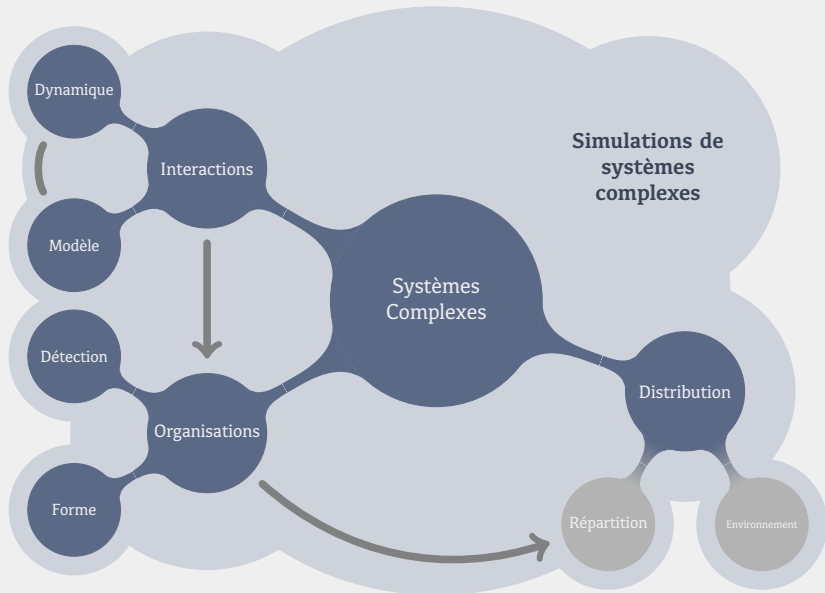 Dynamique
Interactions
Modèle
Simulations de
systèmes
complexes
Systèmes
Complexes
Détection
Organisations
Forme
Distribution
Répartition
Environnement